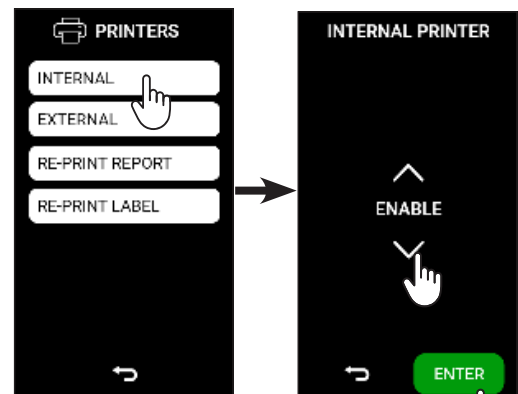 PRINTERS
INTERNAL
EXTERNAL
RE-PRINT REPORT
RE-PRINT LABEL
INTERNAL PRINTER
ENABLE
ENTER